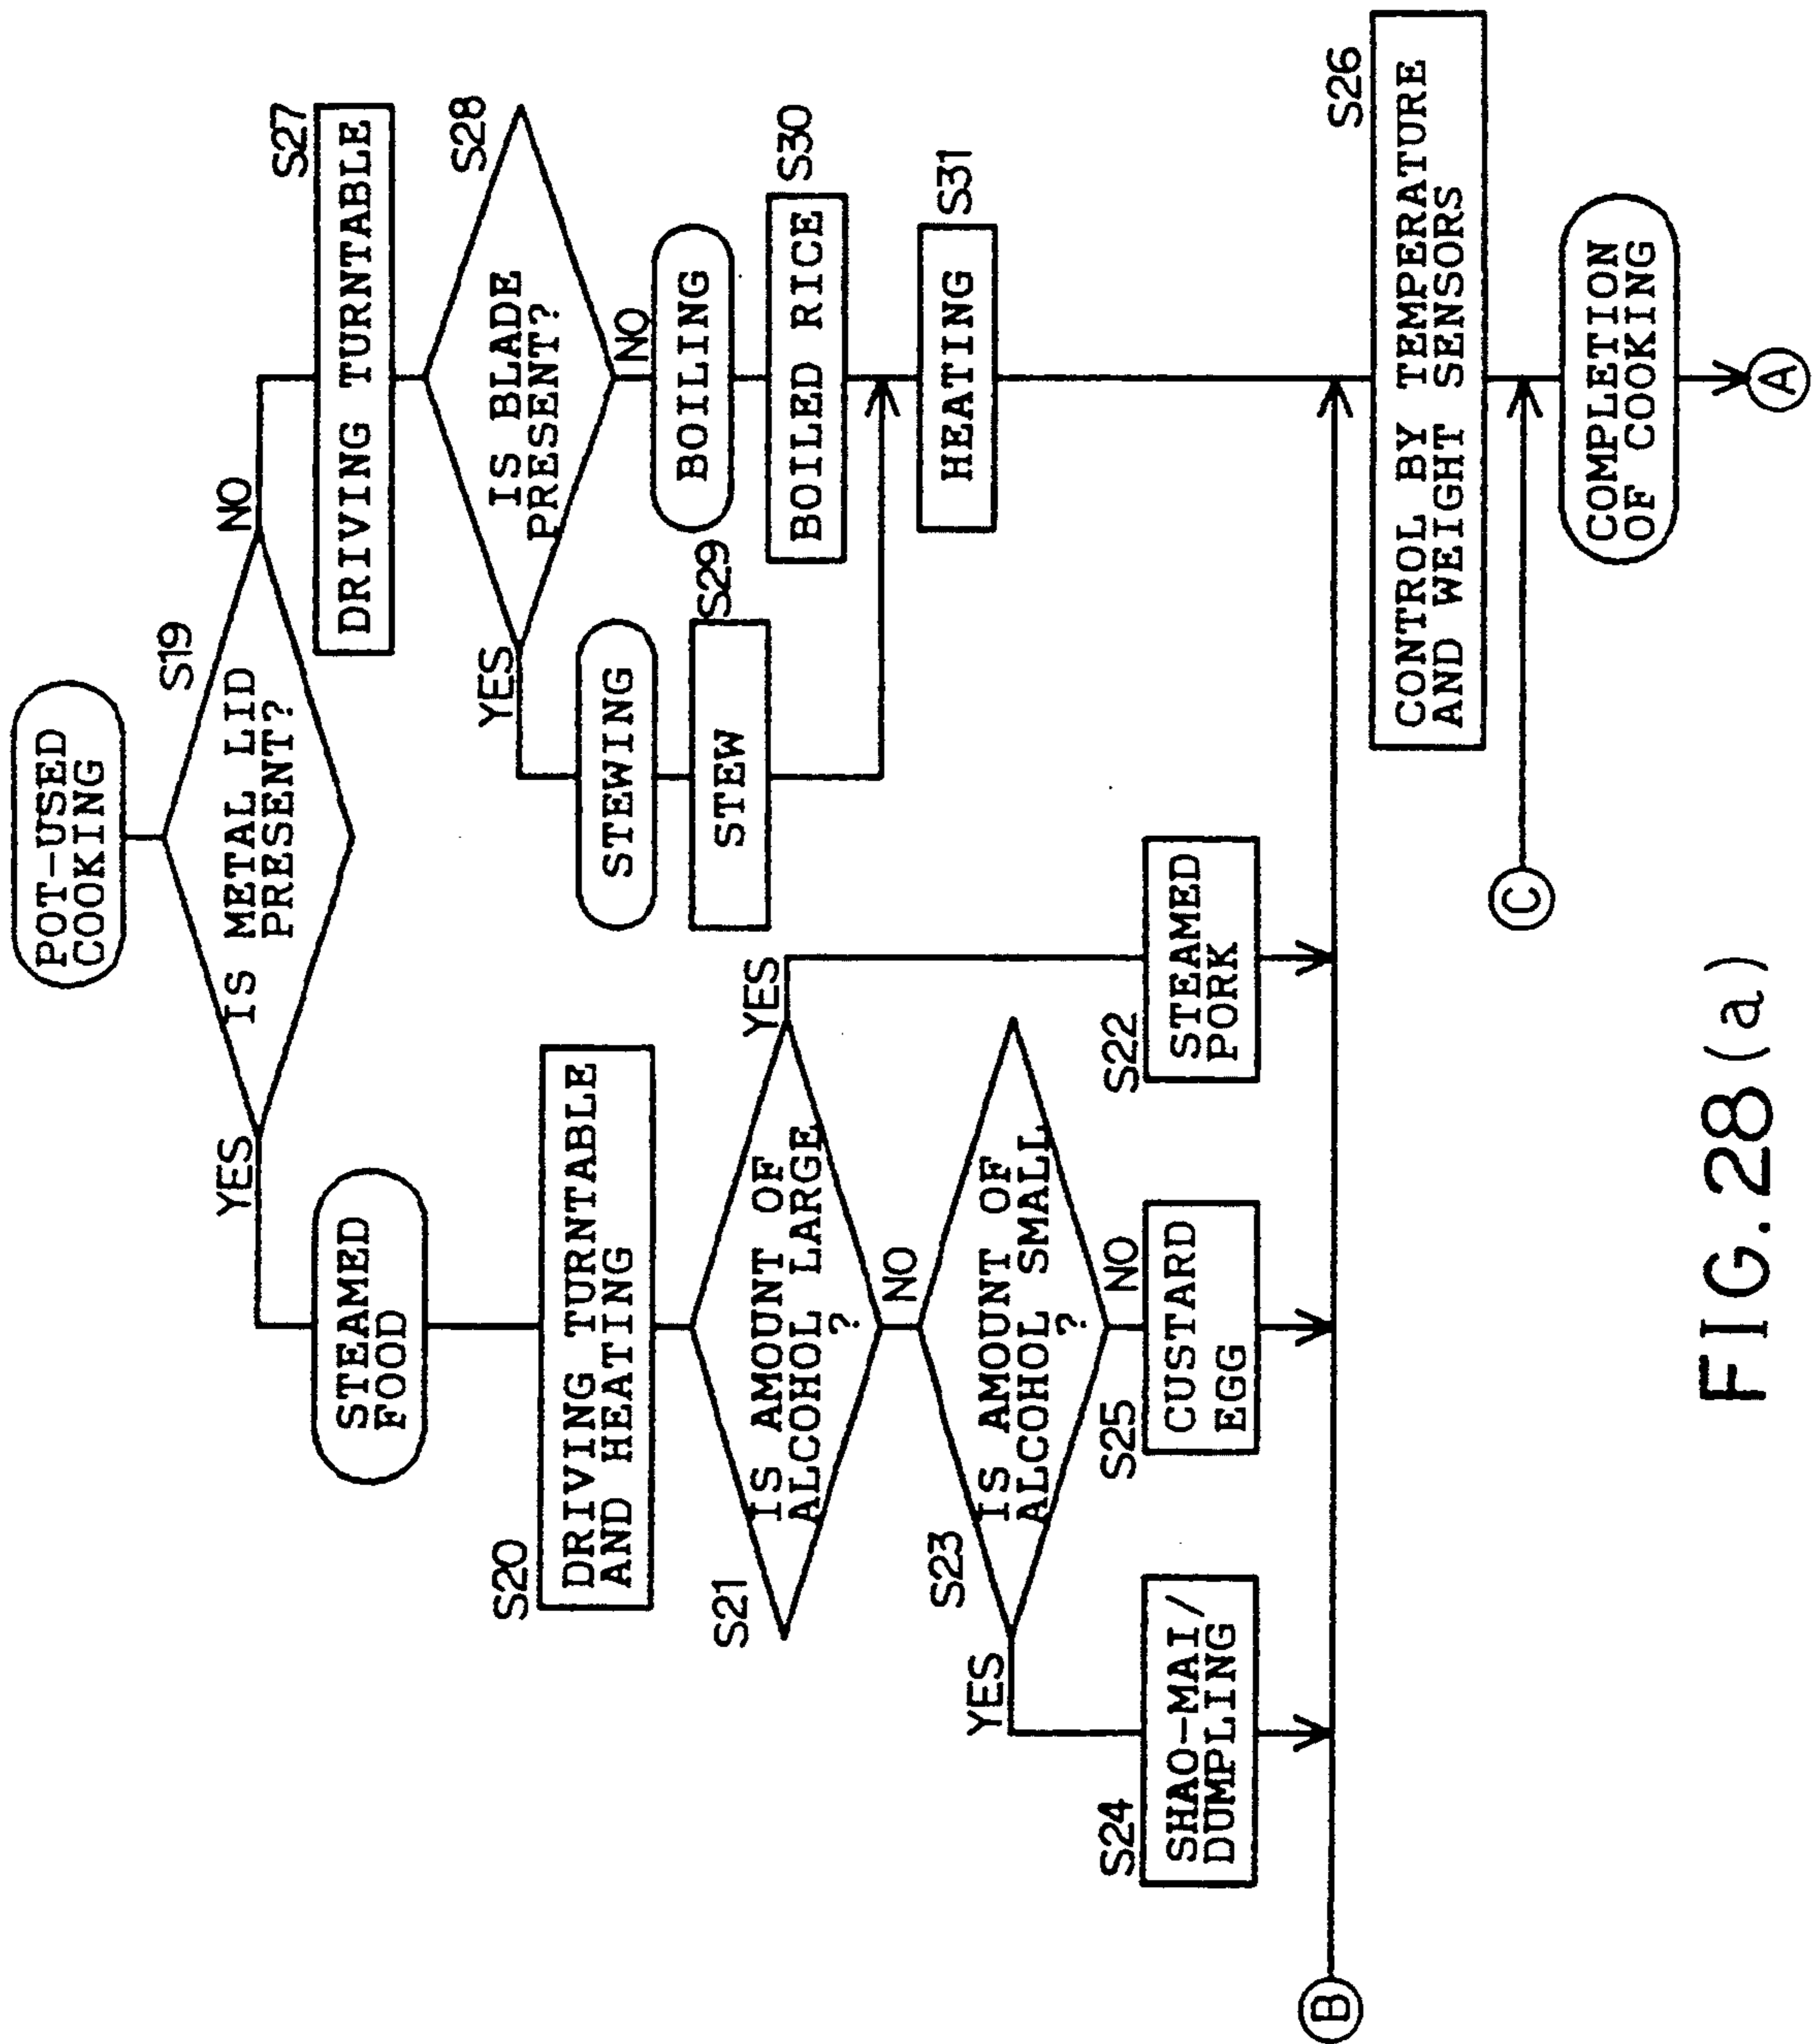 POT-USED
COOKING
S19
IS METAL LID
PRESENT?
YES
NO
STEAMED
FOOD
S20
DRIVING TURNTABLE
AND HEATING
S21
IS AMOUNT OF
ALCOHOL LARGE
?
YES
NO
S23
IS AMOUNT OF
ALCOHOL SMALL
?
YES
NO
S24
SHAO-MAI/
DUMPLING
S25
CUSTARD
EGG
S22
STEAMED
PORK
S27
DRIVING TURNTABLE
S28
IS BLADE
PRESENT?
YES
NO
STEWING
S29
STEW
BOILING
S30
BOILED RICE
S31
HEATING
B
S26
CONTROL BY TEMPERATURE
AND WEIGHT SENSORS
C
COMPLETION
OF COOKING
A
FIG. 28 (a)